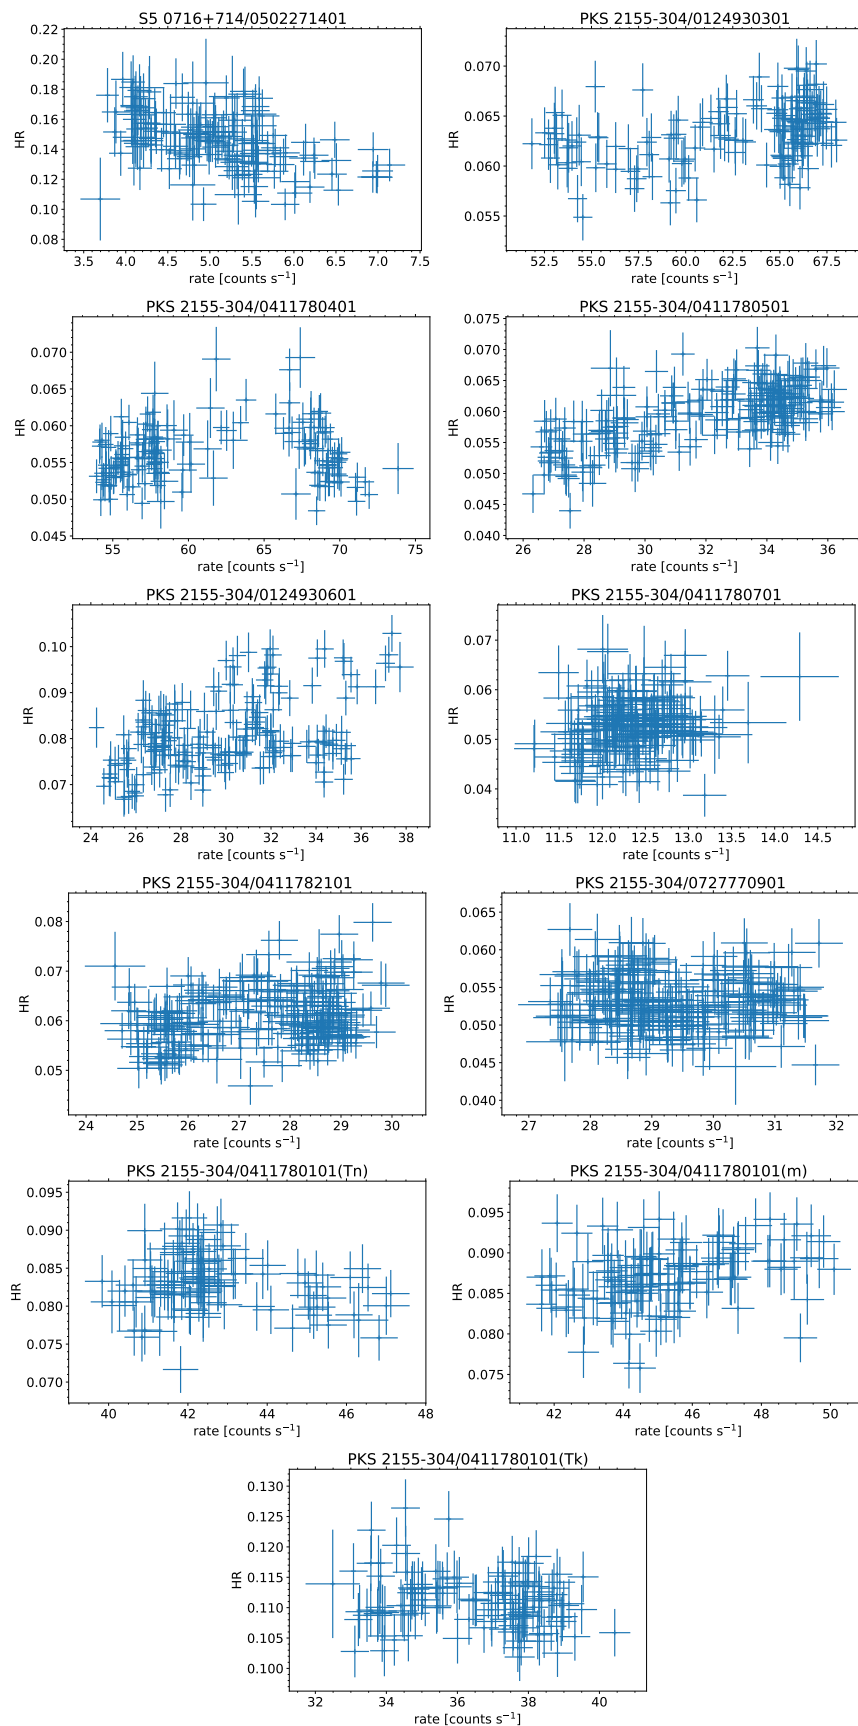 S5 0716+714/0502271401
HR
0.22
0.20
0.18
0.16
0.14
0.12
0.10
0.08
3.5 4.0 4.5 5.0 5.5 6.0 6.5 7.0 7.5
rate [counts s⁻¹]
PKS 2155-304/0124930301
HR
0.070
0.065
0.060
0.055
52.5 55.0 57.5 60.0 62.5 65.0 67.5
rate [counts s⁻¹]
PKS 2155-304/0411780401
HR
0.070
0.065
0.060
0.055
0.050
0.045
55 60 65 70 75
rate [counts s⁻¹]
PKS 2155-304/0411780501
HR
0.075
0.070
0.065
0.060
0.055
0.050
0.045
0.040
26 28 30 32 34 36
rate [counts s⁻¹]
PKS 2155-304/0124930601
HR
0.10
0.09
0.08
0.07
24 26 28 30 32 34 36 38
rate [counts s⁻¹]
PKS 2155-304/0411780701
HR
0.07
0.06
0.05
0.04
11.0 11.5 12.0 12.5 13.0 13.5 14.0 14.5
rate [counts s⁻¹]
PKS 2155-304/0411782101
HR
0.08
0.07
0.06
0.05
24 25 26 27 28 29 30
rate [counts s⁻¹]
PKS 2155-304/0727770901
HR
0.065
0.060
0.055
0.050
0.045
0.040
27 28 29 30 31 32
rate [counts s⁻¹]
PKS 2155-304/0411780101(Tn)
HR
0.095
0.090
0.085
0.080
0.075
0.070
40 42 44 46 48
rate [counts s⁻¹]
PKS 2155-304/0411780101(m)
HR
0.095
0.090
0.085
0.080
0.075
42 44 46 48 50
rate [counts s⁻¹]
PKS 2155-304/0411780101(Tk)
HR
0.130
0.125
0.120
0.115
0.110
0.105
0.100
32 34 36 38 40
rate [counts s⁻¹]